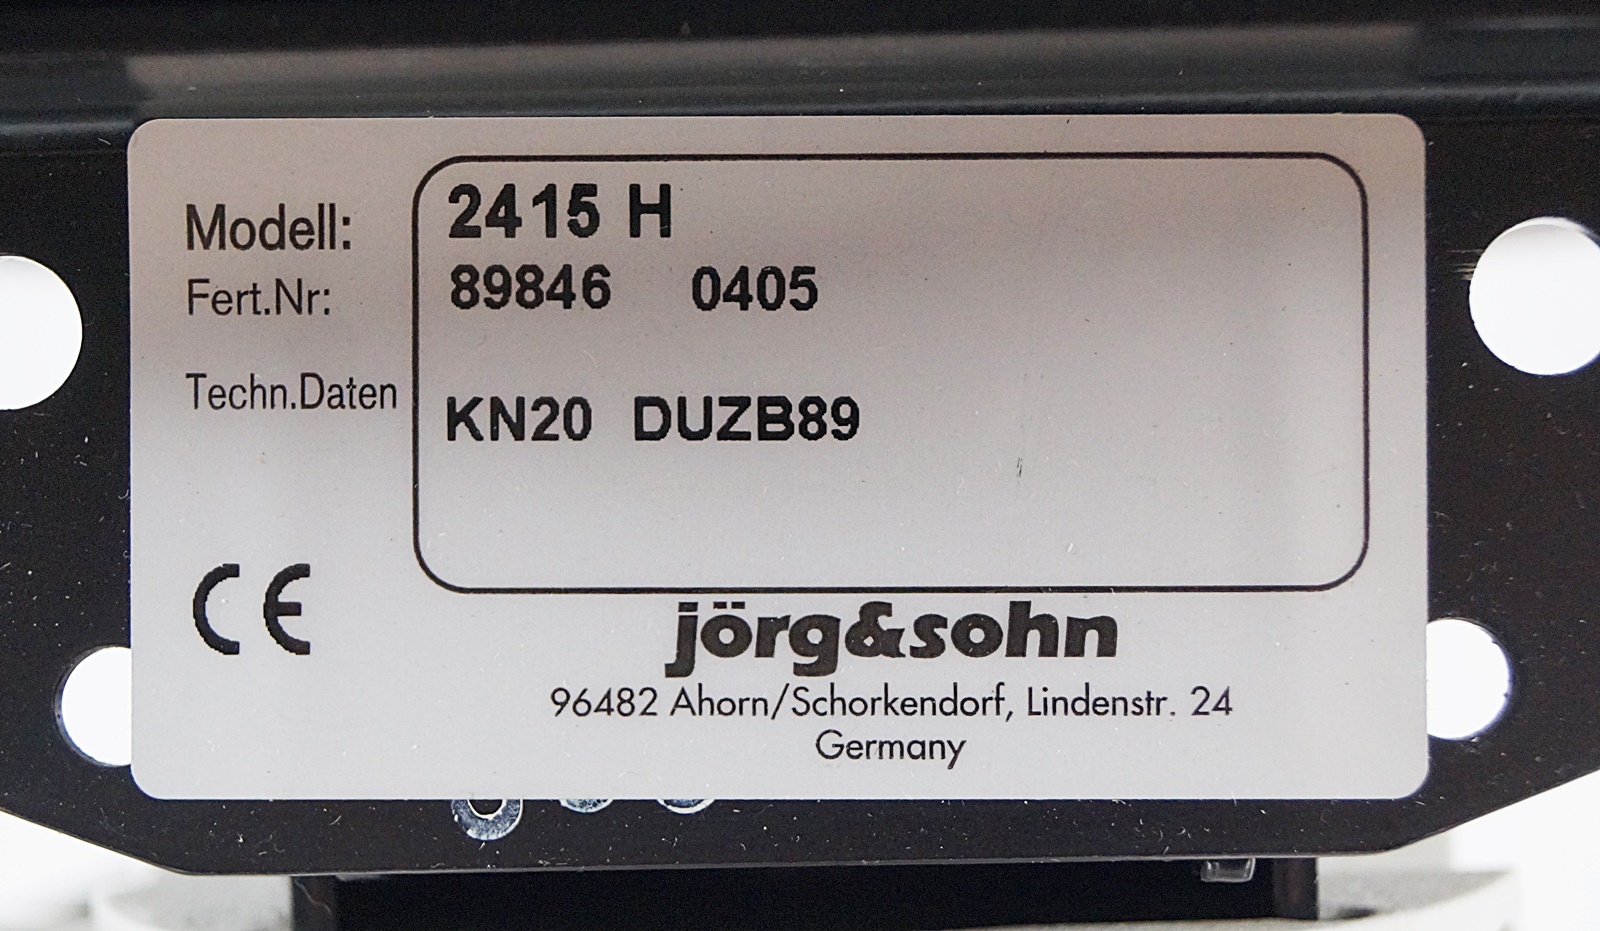 Modell: 2415 H
Fert.Nr: 89846 0405
Techn.Daten KN20 DUZB89
CE
jörg&sohn
96482 Ahorn/Schorkendorf, Lindenstr. 24
Germany